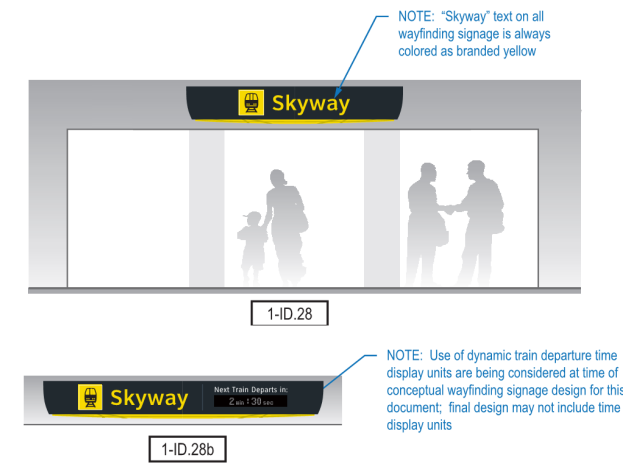 NOTE:  “Skyway” text on all
wayfinding signage is always
colored as branded yellow
Skyway
1-ID.28
NOTE:  Use of dynamic train departure time
display units are being considered at time of
conceptual wayfinding signage design for this
document;  final design may not include time
display units
Skyway
Next Train Departs in:
2 min : 30 sec
1-ID.28b